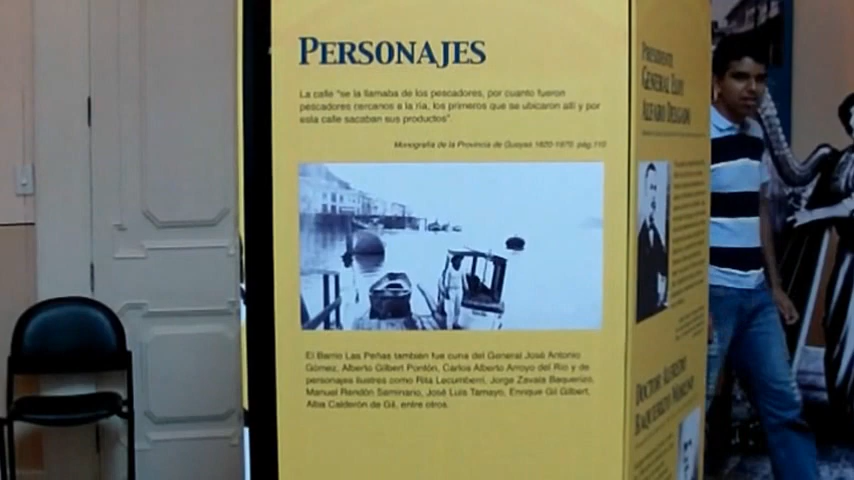 PERSONAJES
La calle "se la llamaba de los pescadores, por cuanto fueron
pescadores cercanos a la ría, los primeros que se ubicaron allí y por
esta calle sacaban sus productos".
Monografía de la Provincia de Guayas 1820-1970. pág.110
El Barrio Las Peñas también fue cuna del General José Antonio
Gómez, Alberto Gilbert Pontón, Carlos Alberto Arroyo del Río y de
personajes ilustres como Rita Lecumberri, Jorge Zavala Baquerizo,
Manuel Rendón Seminario, José Luis Tamayo, Enrique Gil Gilbert,
Alba Calderón de Gil, entre otros.
PRESIDENTE
GENERAL ELOY
ALFARO DELGADO
DOCTOR ALFREDO
BAQUERIZO MORENO